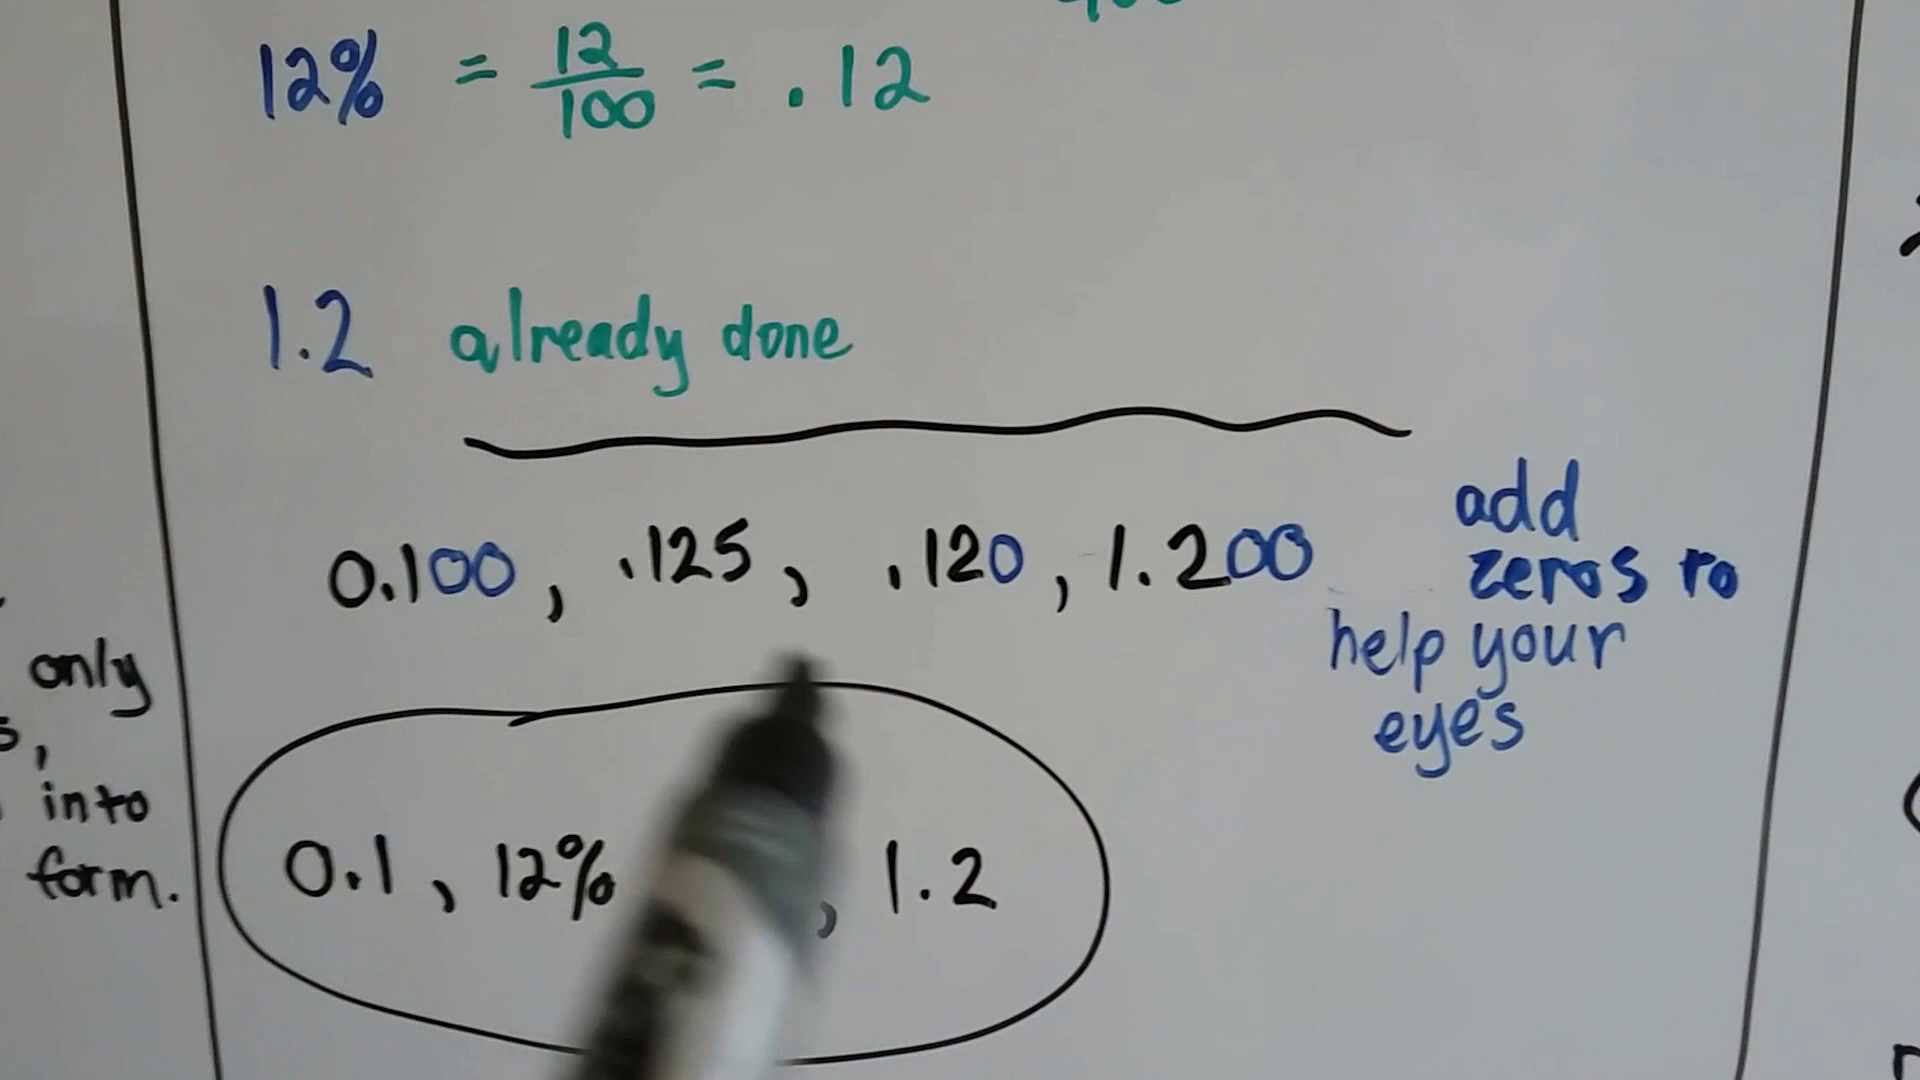 12% = 12/100 = .12
1.2 already done
0.100, .125, .120, 1.200
add
zeros to
help your
eyes
only
into
form.
0.1, 12% , 1.2